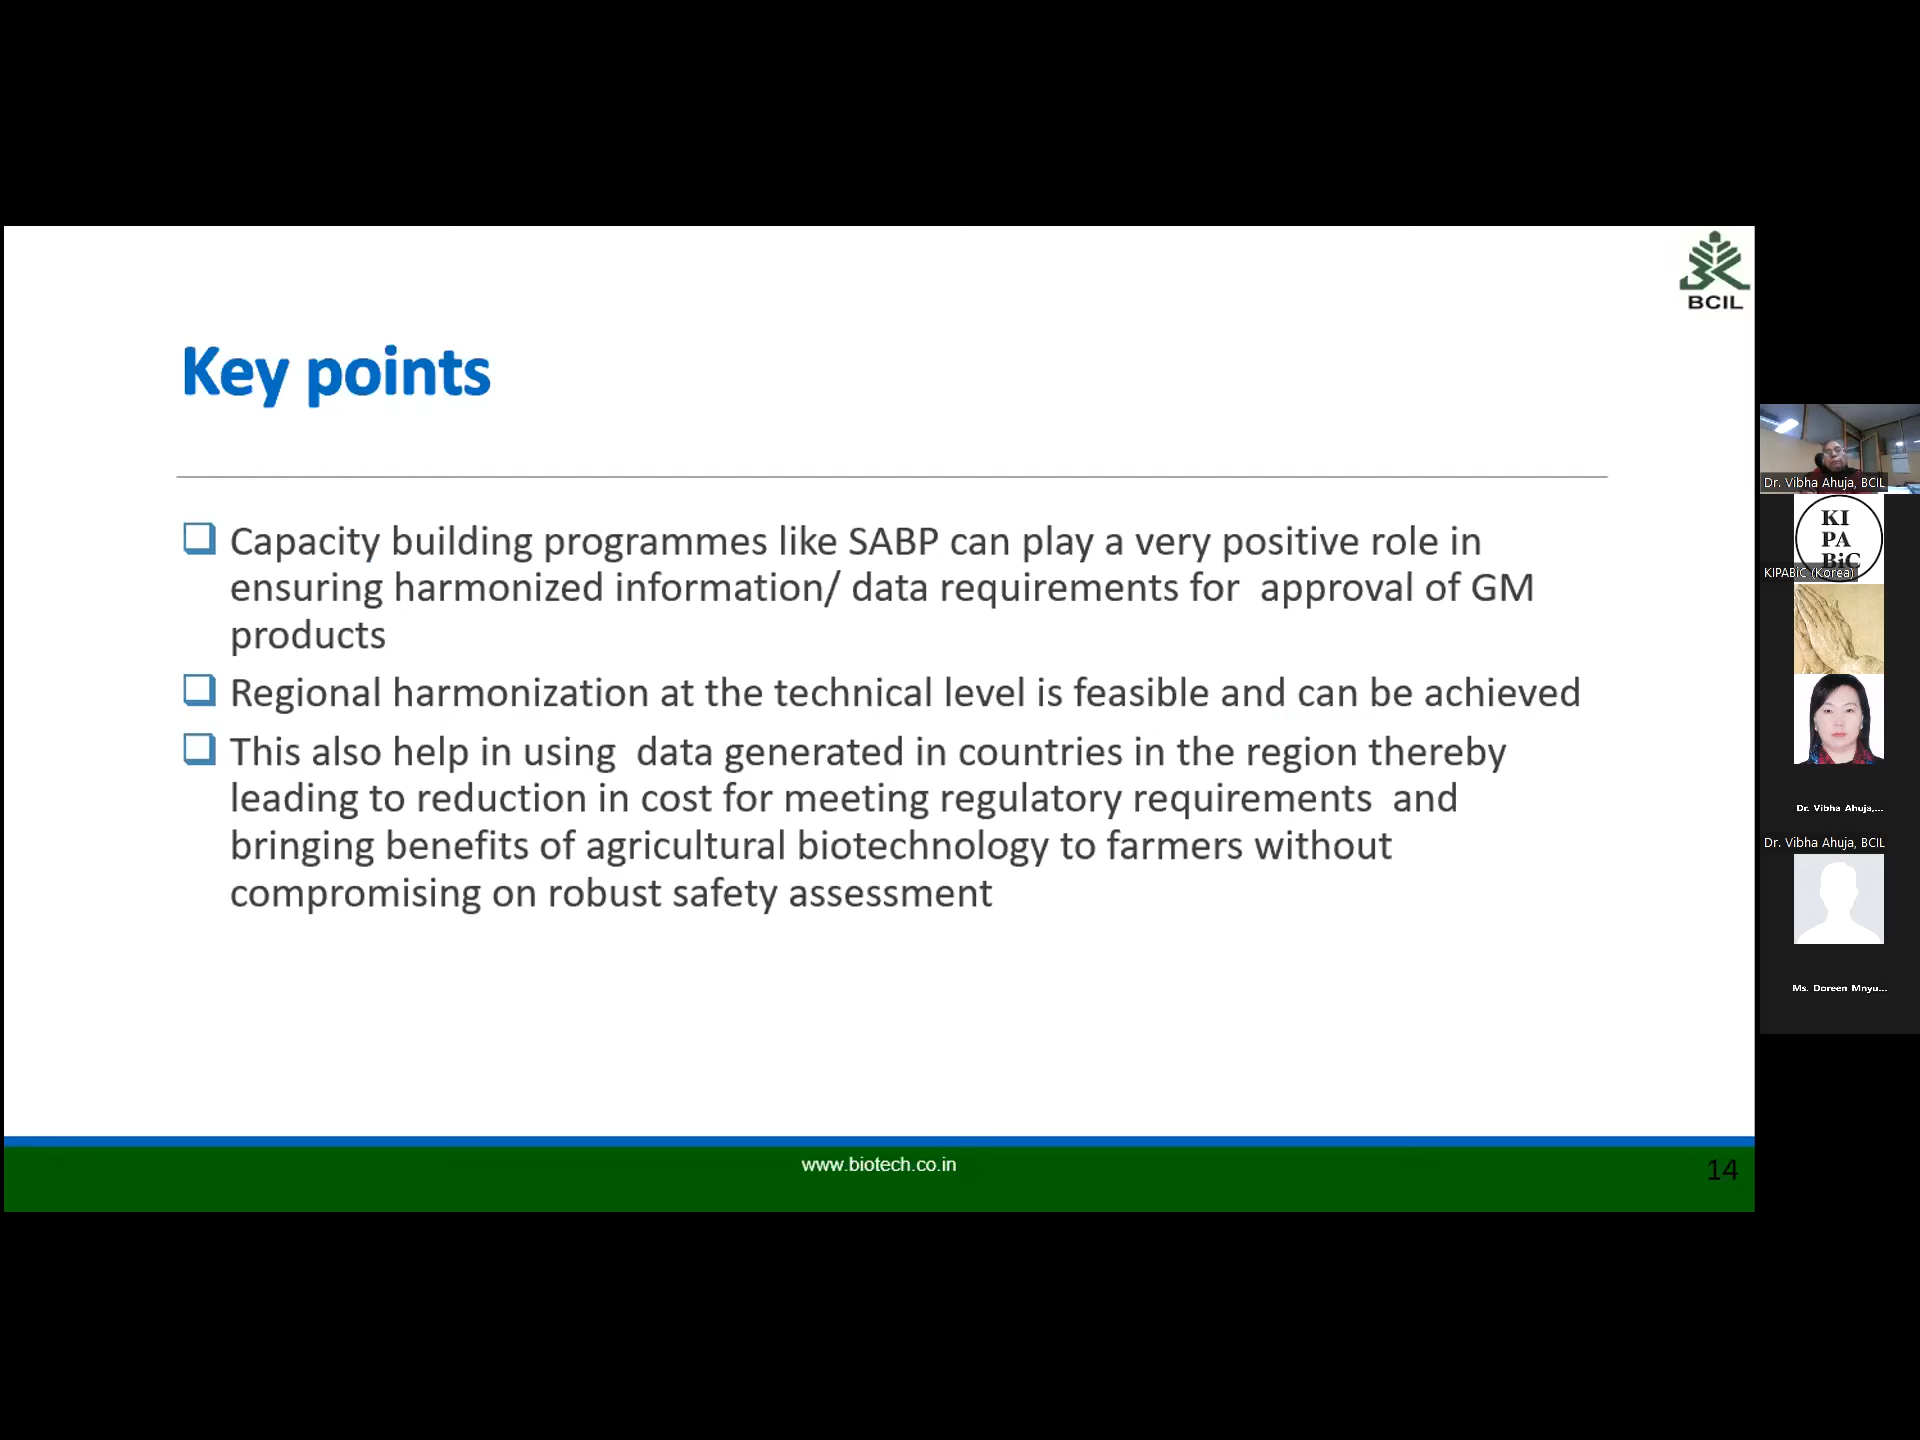 BCIL
Key points
Capacity building programmes like SABP can play a very positive role in
ensuring harmonized information/ data requirements for approval of GM
products
Regional harmonization at the technical level is feasible and can be achieved
This also help in using data generated in countries in the region thereby
leading to reduction in cost for meeting regulatory requirements and
bringing benefits of agricultural biotechnology to farmers without
compromising on robust safety assessment
www.biotech.co.in
14
Dr. Vibha Ahuja, BCIL
KI
PA
BiC
KIPABiC (Korea)
Dr. Vibha Ahuja,...
Dr. Vibha Ahuja, BCIL
Ms. Doreen Mnyu...